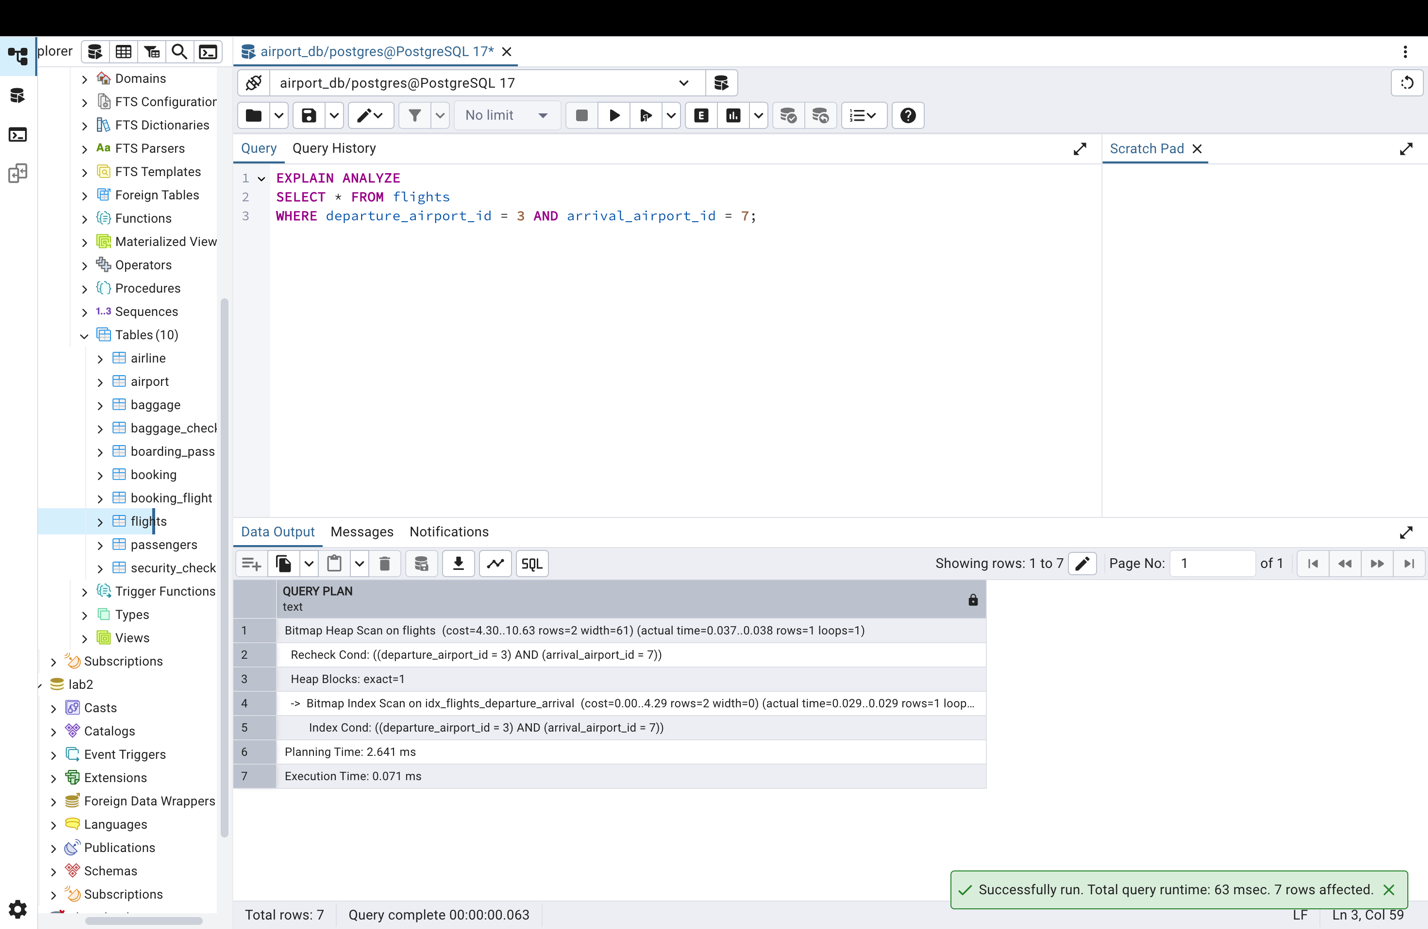 plorer
airport_db/postgres@PostgreSQL 17*
airport_db/postgres@PostgreSQL 17
No limit
E
Query
Query History
Scratch Pad
1 EXPLAIN ANALYZE
2 SELECT * FROM flights
3 WHERE departure_airport_id = 3 AND arrival_airport_id = 7;
Domains
FTS Configuration
FTS Dictionaries
Aa FTS Parsers
FTS Templates
Foreign Tables
Functions
Materialized View
Operators
Procedures
1..3 Sequences
Tables (10)
airline
airport
baggage
baggage_check
boarding_pass
booking
booking_flight
flights
passengers
security_check
Trigger Functions
Types
Views
Subscriptions
lab2
Casts
Catalogs
Event Triggers
Extensions
Foreign Data Wrappers
Languages
Publications
Schemas
Subscriptions
Data Output
Messages
Notifications
SQL
Showing rows: 1 to 7
Page No:
1
of 1
QUERY PLAN
text
1 Bitmap Heap Scan on flights (cost=4.30..10.63 rows=2 width=61) (actual time=0.037..0.038 rows=1 loops=1)
2 Recheck Cond: ((departure_airport_id = 3) AND (arrival_airport_id = 7))
3 Heap Blocks: exact=1
4 -> Bitmap Index Scan on idx_flights_departure_arrival (cost=0.00..4.29 rows=2 width=0) (actual time=0.029..0.029 rows=1 loop...
5 Index Cond: ((departure_airport_id = 3) AND (arrival_airport_id = 7))
6 Planning Time: 2.641 ms
7 Execution Time: 0.071 ms
Successfully run. Total query runtime: 63 msec. 7 rows affected.
Total rows: 7
Query complete 00:00:00.063
LF
Ln 3, Col 59